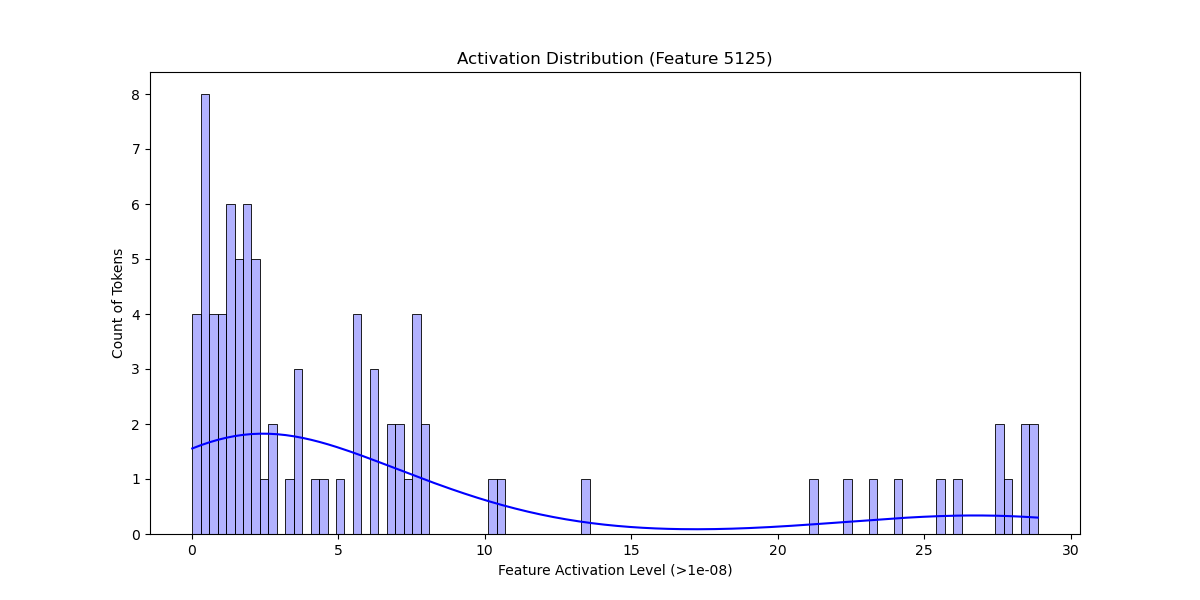 Activation Distribution (Feature 5125)
Count of Tokens
8
7
6
5
4
3
2
1
0
0 5 10 15 20 25 30
Feature Activation Level (>1e-08)